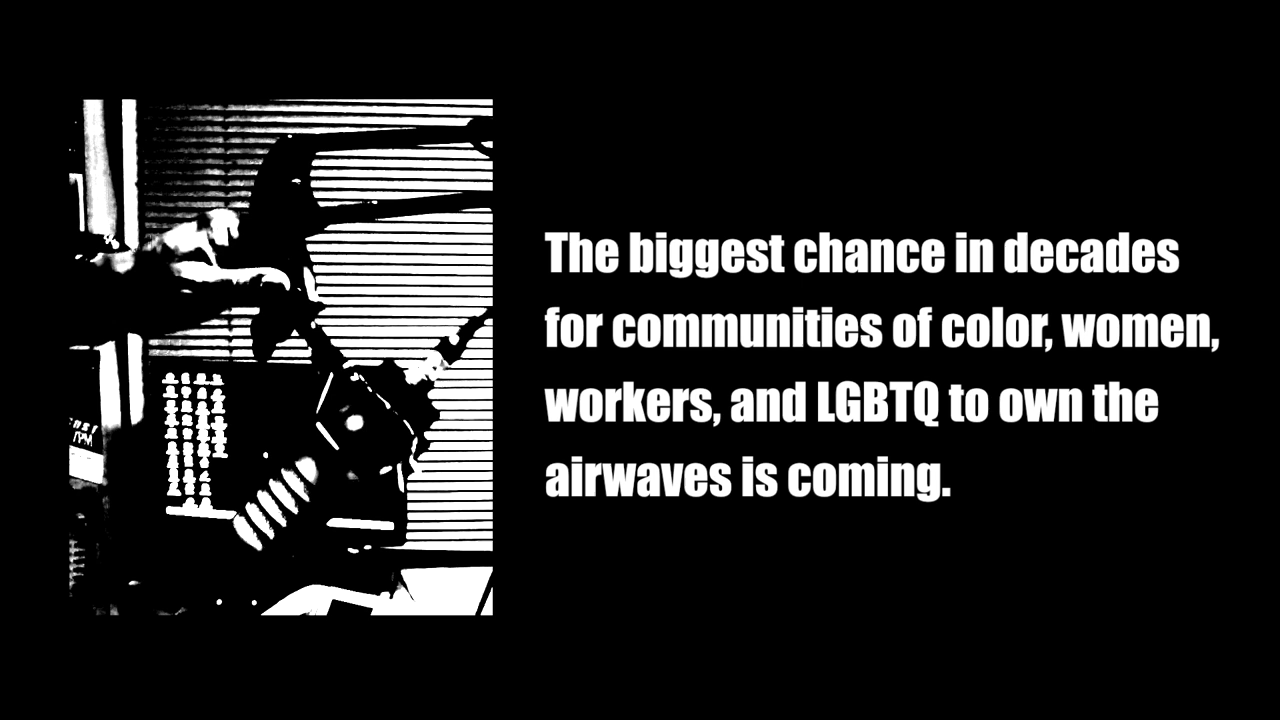 The biggest chance in decades
for communities of color, women,
workers, and LGBTQ to own the
airwaves is coming.